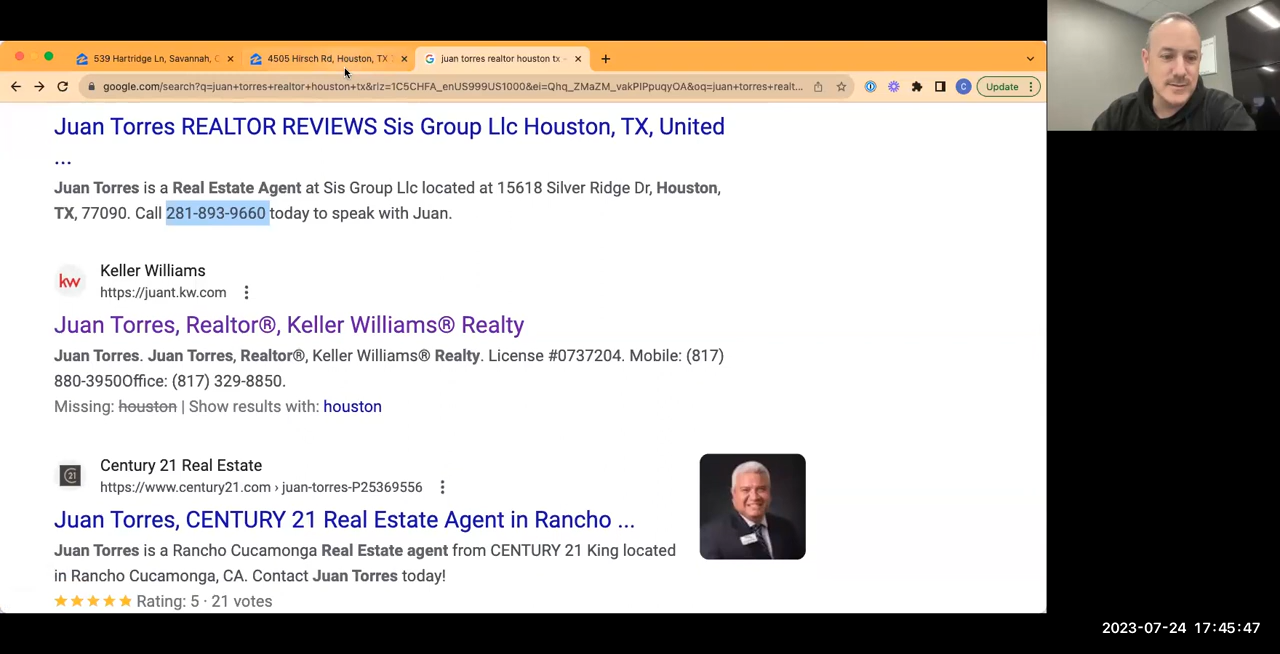 539 Hartridge Ln, Savannah, G
4505 Hirsch Rd, Houston, TX
juan torres realtor houston tx -
google.com/search?q=juan+torres+realtor+houston+tx&rlz=1C5CHFA_enUS999US1000&ei=Qhq_ZMaZM_vakPIPpuqyOA&oq=juan+torres+realt...
C
Update
Juan Torres REALTOR REVIEWS Sis Group Llc Houston, TX, United
...
Juan Torres is a Real Estate Agent at Sis Group Llc located at 15618 Silver Ridge Dr, Houston,
TX, 77090. Call 281-893-9660 today to speak with Juan.
kw
Keller Williams
https://juant.kw.com
Juan Torres, Realtor®, Keller Williams® Realty
Juan Torres. Juan Torres, Realtor®, Keller Williams® Realty. License #0737204. Mobile: (817)
880-3950Office: (817) 329-8850.
Missing: houston | Show results with: houston
C21
Century 21 Real Estate
https://www.century21.com › juan-torres-P25369556
Juan Torres, CENTURY 21 Real Estate Agent in Rancho ...
Juan Torres is a Rancho Cucamonga Real Estate agent from CENTURY 21 King located
in Rancho Cucamonga, CA. Contact Juan Torres today!
Rating: 5 · 21 votes
2023-07-24 17:45:47